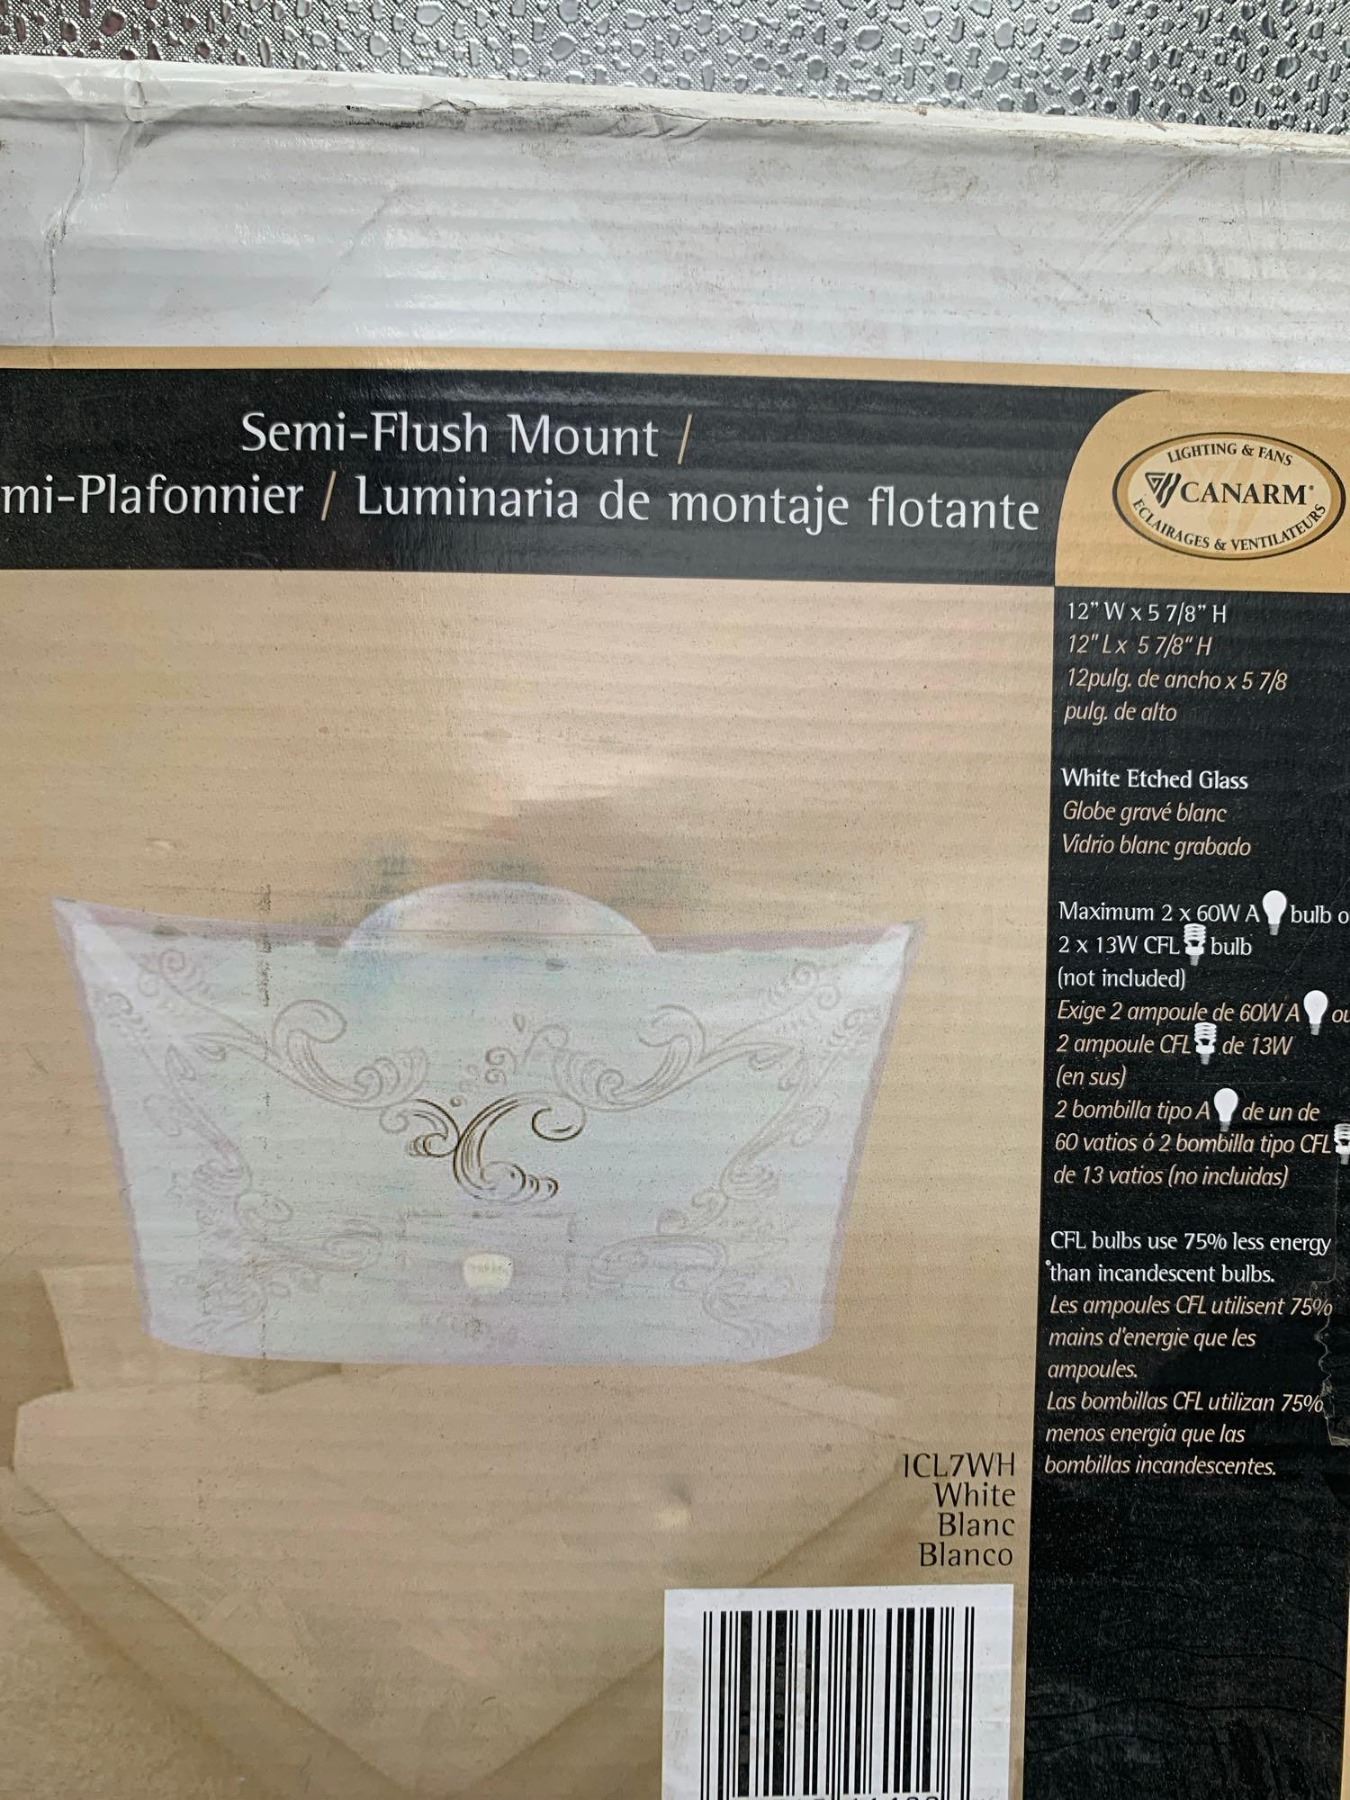 Semi-Flush Mount /
mi-Plafonnier / Luminaria de montaje flotante
LIGHTING & FANS
CANARM
ECLAIRAGES & VENTILATEURS
12" W x 5 7/8" H
12" L x 5 7/8" H
12pulg. de ancho x 5 7/8
pulg. de alto
White Etched Glass
Globe gravé blanc
Vidrio blanc grabado
Maximum 2 x 60W A bulb o
2 x 13W CFL bulb
(not included)
Exige 2 ampoule de 60W A ou
2 ampoule CFL de 13W
(en sus)
2 bombilla tipo A de un de
60 vatios ó 2 bombilla tipo CFL
de 13 vatios (no incluidas)
CFL bulbs use 75% less energy
than incandescent bulbs.
Les ampoules CFL utilisent 75%
mains d'energie que les
ampoules.
Las bombillas CFL utilizan 75%
menos energía que las
bombillas incandescentes.
ICL7WH
White
Blanc
Blanco